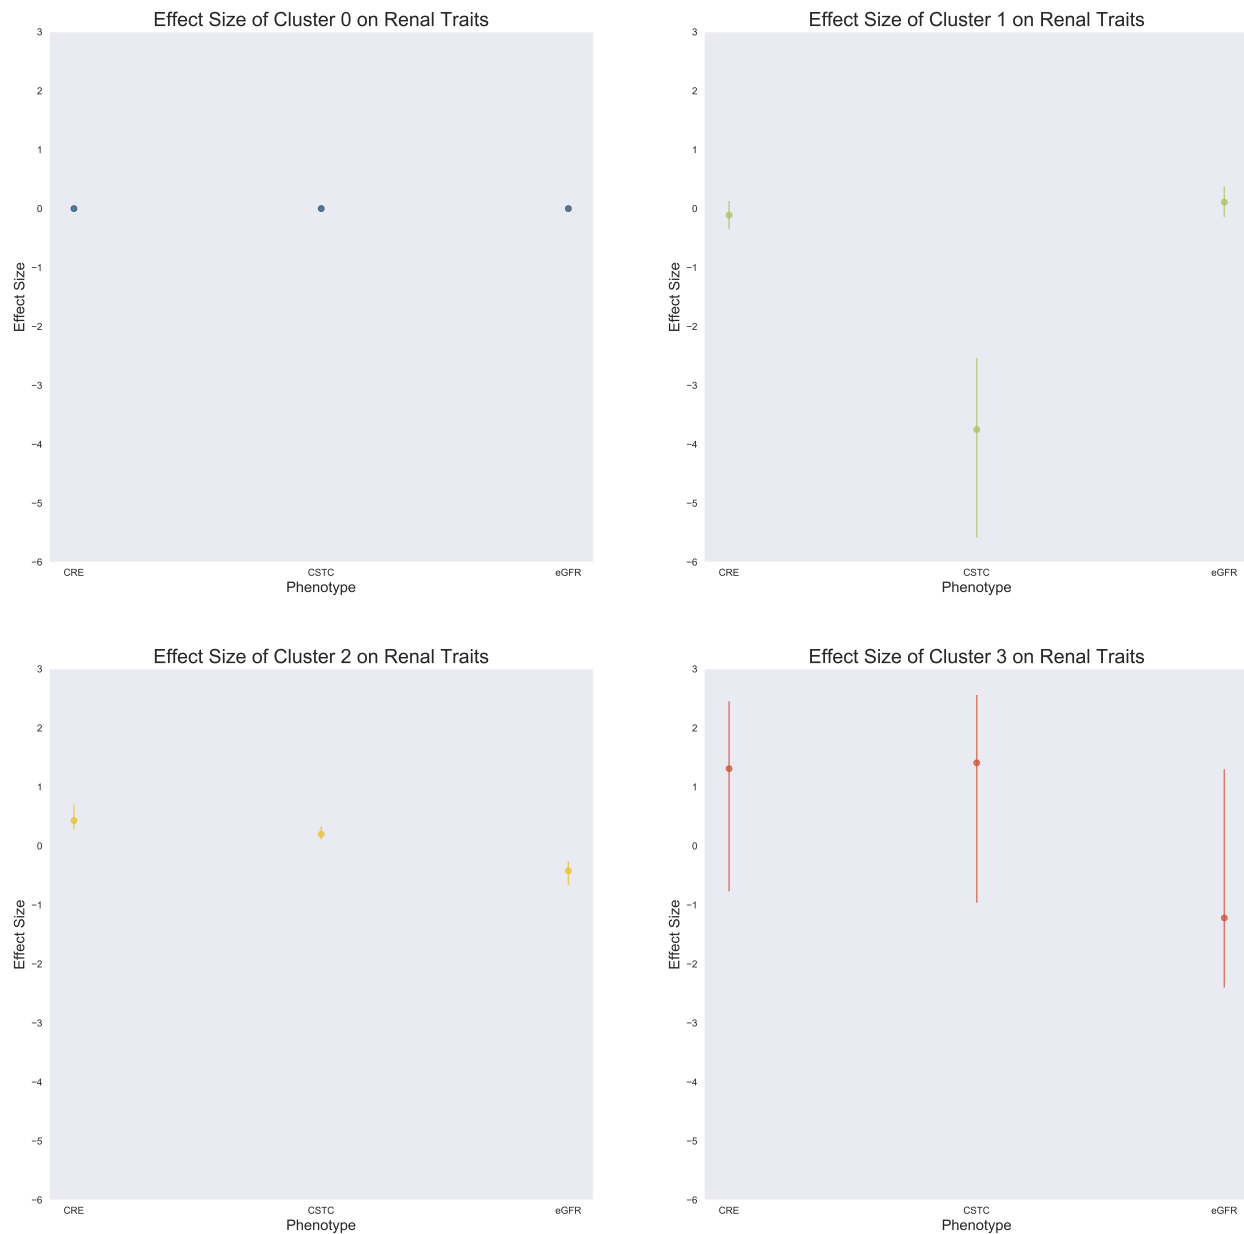 Effect Size of Cluster 0 on Renal Traits
3
2
1
0
−1
−2
−3
−4
−5
−6
Effect Size
CRE
CSTC
eGFR
Phenotype
Effect Size of Cluster 1 on Renal Traits
3
2
1
0
−1
−2
−3
−4
−5
−6
Effect Size
CRE
CSTC
eGFR
Phenotype
Effect Size of Cluster 2 on Renal Traits
3
2
1
0
−1
−2
−3
−4
−5
−6
Effect Size
CRE
CSTC
eGFR
Phenotype
Effect Size of Cluster 3 on Renal Traits
3
2
1
0
−1
−2
−3
−4
−5
−6
Effect Size
CRE
CSTC
eGFR
Phenotype